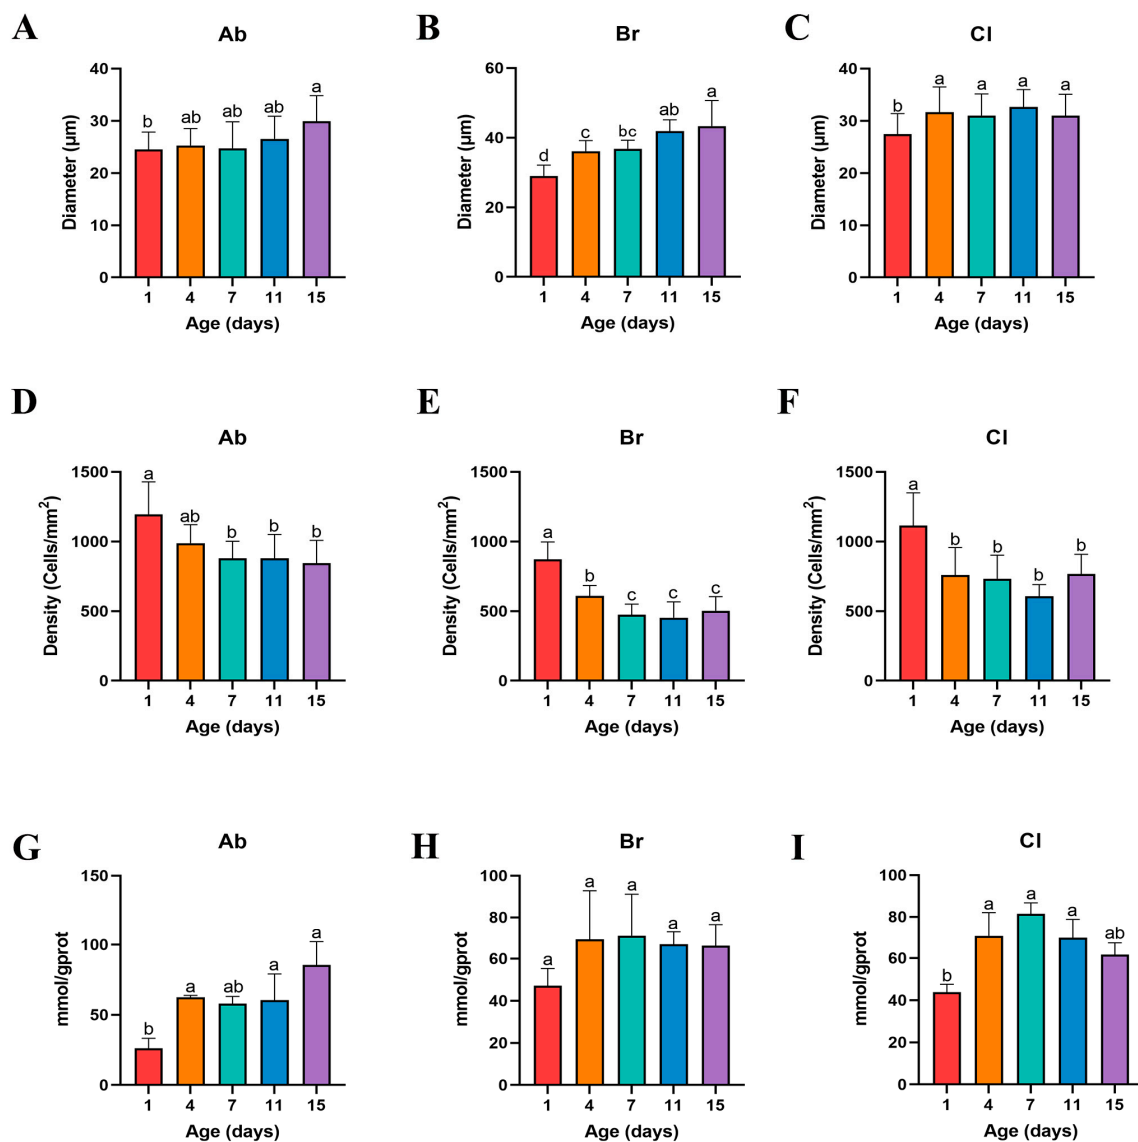 A
Ab
Diameter (μm)
40
30
20
10
0
b
ab
ab
ab
a
1 4 7 11 15
Age (days)
B
Br
Diameter (μm)
60
40
20
0
d
c
bc
ab
a
1 4 7 11 15
Age (days)
C
Cl
Diameter (μm)
40
30
20
10
0
b
a
a
a
a
1 4 7 11 15
Age (days)
D
Ab
Density (Cells/mm²)
1500
1000
500
0
a
ab
b
b
b
1 4 7 11 15
Age (days)
E
Br
Density (Cells/mm²)
1500
1000
500
0
a
b
c
c
c
1 4 7 11 15
Age (days)
F
Cl
Density (Cells/mm²)
1500
1000
500
0
a
b
b
b
b
1 4 7 11 15
Age (days)
G
Ab
mmol/gprot
150
100
50
0
b
a
ab
a
a
1 4 7 11 15
Age (days)
H
Br
mmol/gprot
100
80
60
40
20
0
a
a
a
a
a
1 4 7 11 15
Age (days)
I
Cl
mmol/gprot
100
80
60
40
20
0
b
a
a
a
ab
1 4 7 11 15
Age (days)